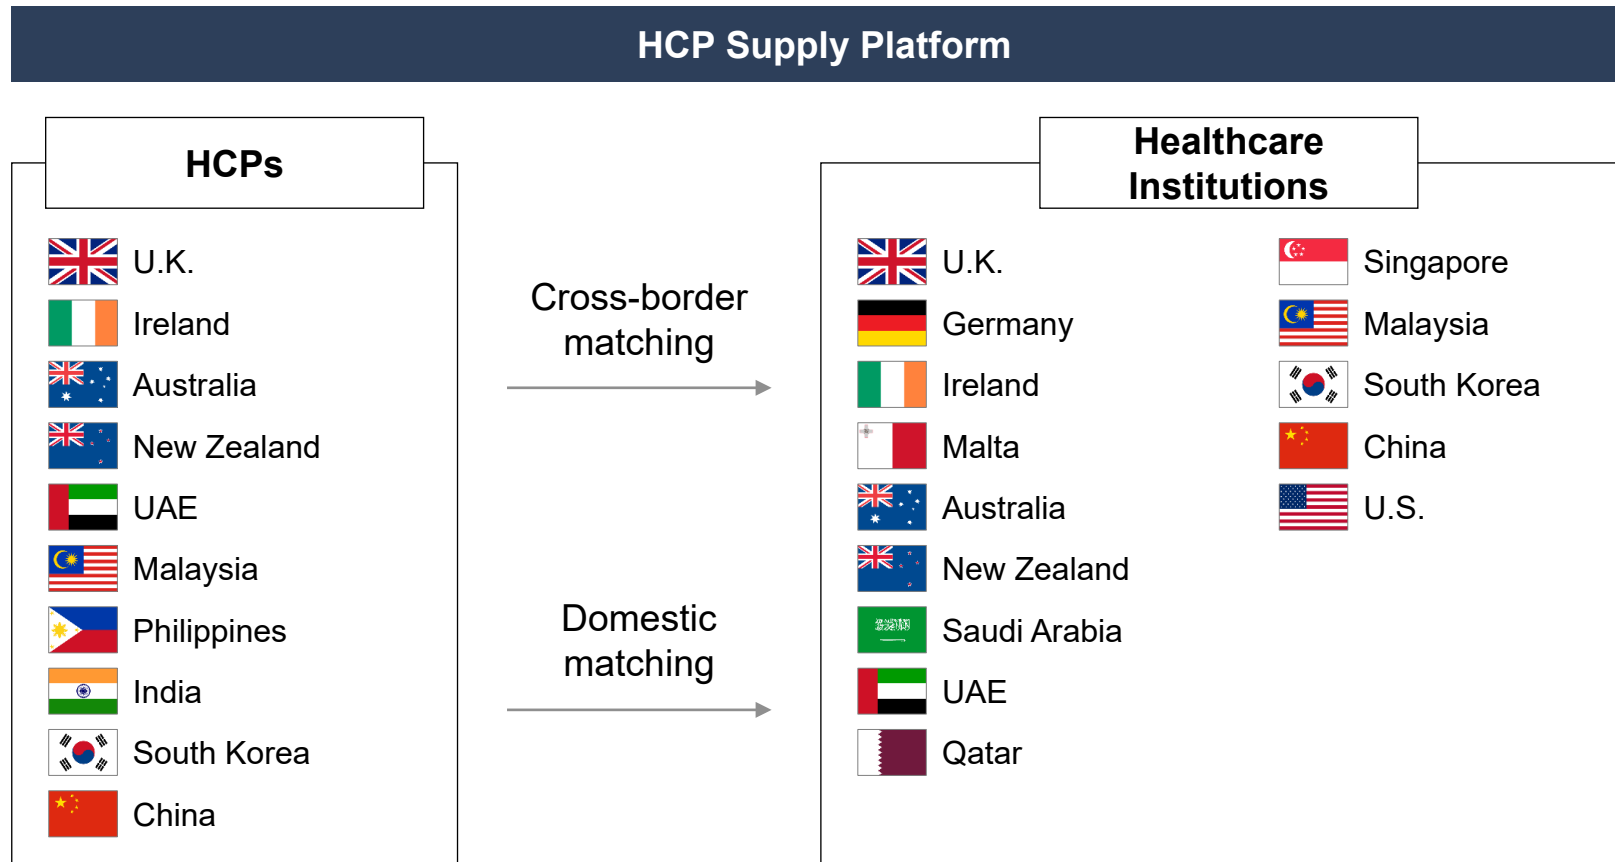 HCP Supply Platform
HCPs
U.K.
Ireland
Australia
New Zealand
UAE
Malaysia
Philippines
India
South Korea
China
Cross-border
matching
Domestic
matching
Healthcare
Institutions
U.K.
Germany
Ireland
Malta
Australia
New Zealand
Saudi Arabia
UAE
Qatar
Singapore
Malaysia
South Korea
China
U.S.